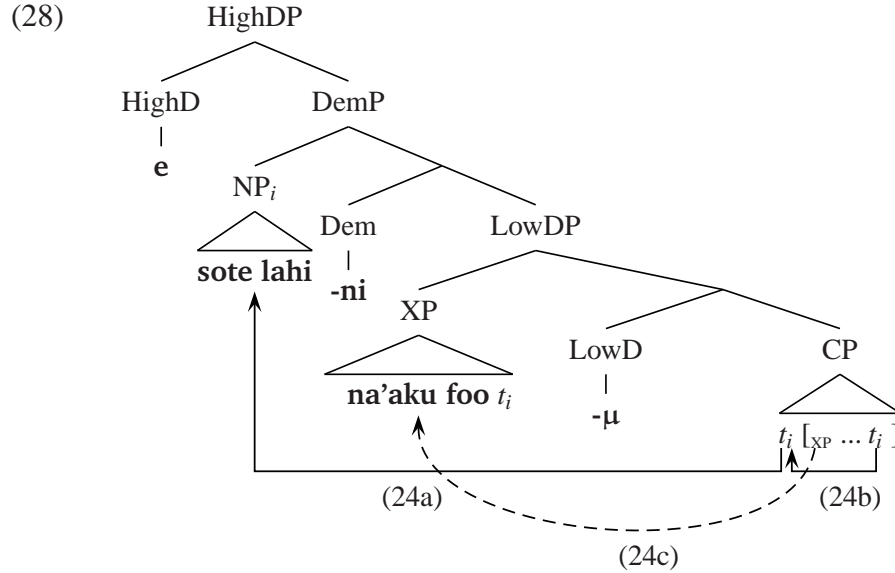 (28)
HighDP
HighD DemP
e
NPi
Dem LowDP
sote lahi
-ni
XP
LowD CP
na'aku foo ti
-μ
ti [XP ... ti ]
(24a) (24b)
(24c)